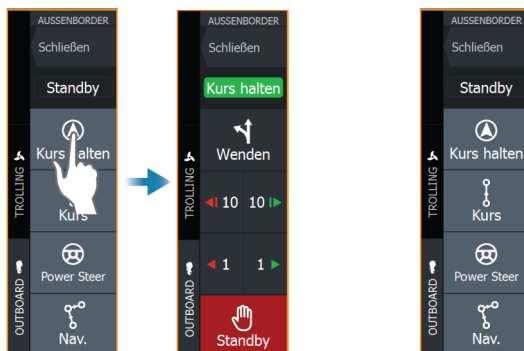 AUSSENBORDER
Schließen
Standby
Kurs alten
Kurs
Power Steer
Nav.
TROLLING
OUTBOARD
AUSSENBORDER
Schließen
Kurs halten
Wenden
10 10
1 1
Standby
TROLLING
OUTBOARD
AUSSENBORDER
Schließen
Standby
Kurs halten
Kurs
Power Steer
Nav.
TROLLING
OUTBOARD